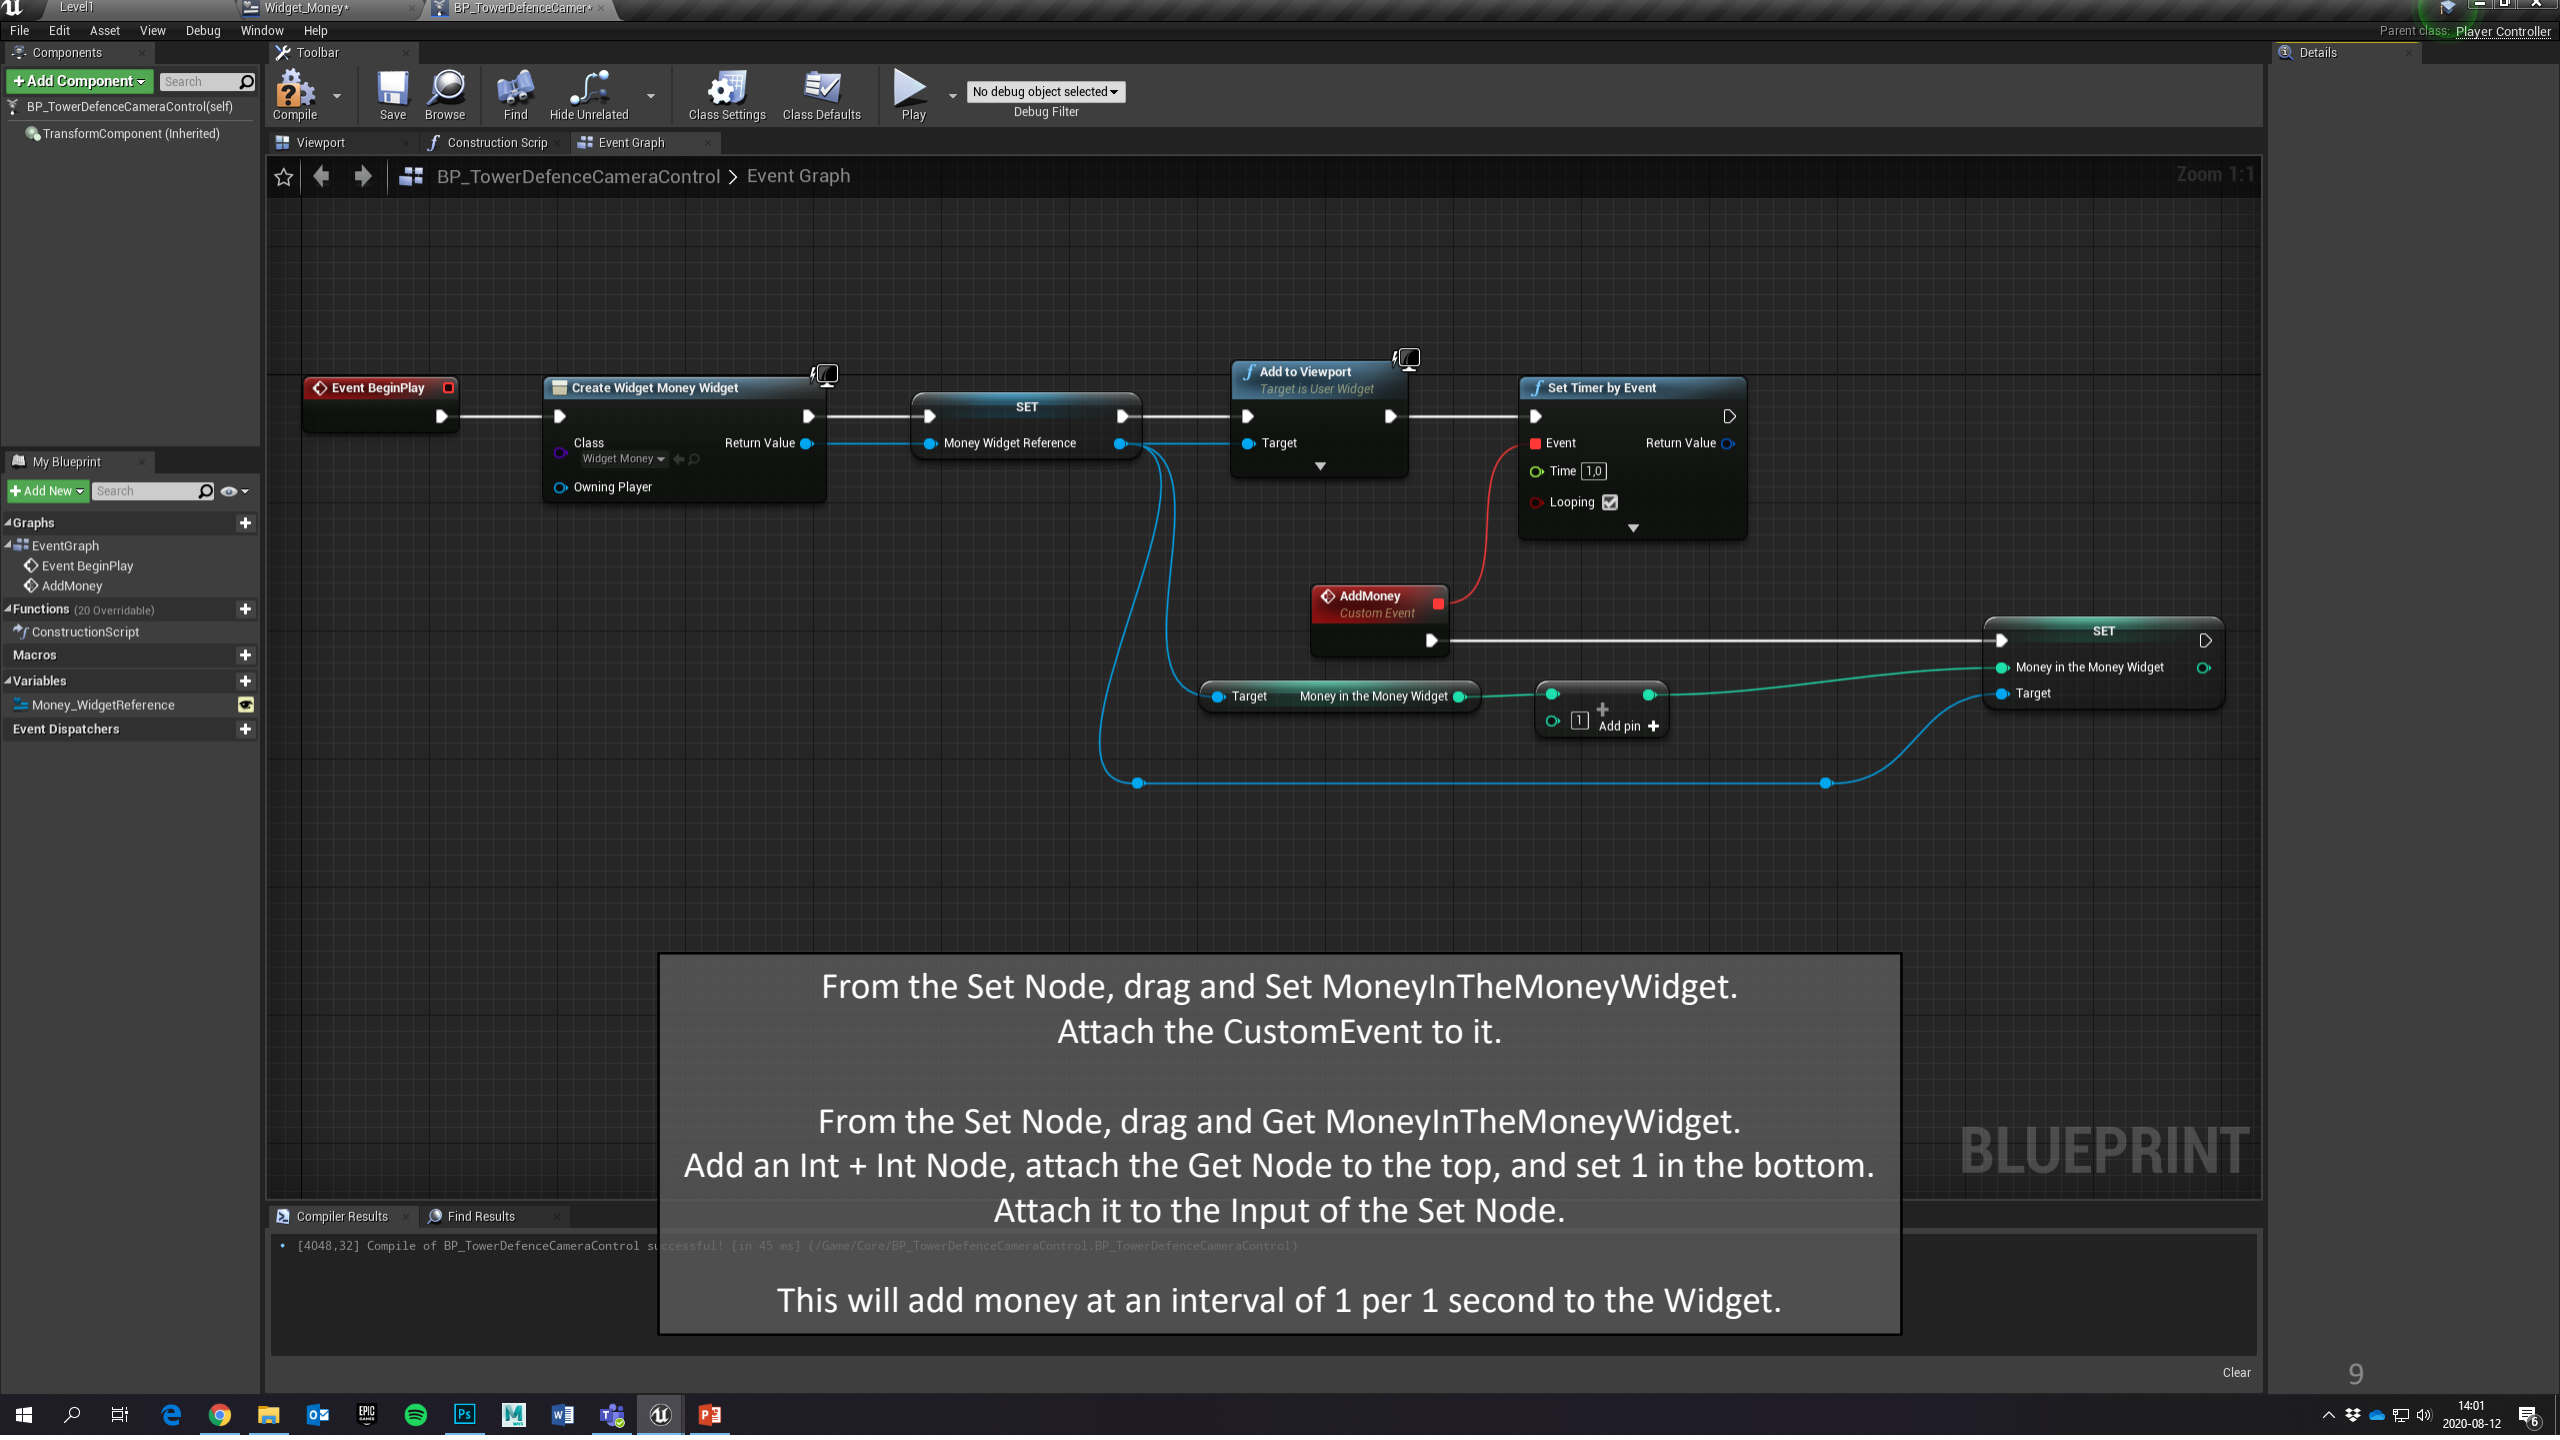 Level1
Widget_Money*
BP_TowerDefenceCamer*
File Edit Asset View Debug Window Help
Parent class: Player Controller
Components
Toolbar
Details
+Add Component
Search
BP_TowerDefenceCameraControl(self)
TransformComponent (Inherited)
Compile
Save
Browse
Find
Hide Unrelated
Class Settings
Class Defaults
Play
No debug object selected
Debug Filter
Viewport
Construction Scrip
Event Graph
BP_TowerDefenceCameraControl > Event Graph
Zoom 1:1
My Blueprint
+Add New
Search
Graphs
EventGraph
Event BeginPlay
AddMoney
Functions (20 Overridable)
ConstructionScript
Macros
Variables
Money_WidgetReference
Event Dispatchers
Event BeginPlay
Create Widget Money Widget
Class
Widget Money
Return Value
Owning Player
SET
Money Widget Reference
Add to Viewport
Target is User Widget
Target
Set Timer by Event
Event
Return Value
Time 1,0
Looping
AddMoney
Custom Event
Target
Money in the Money Widget
1
Add pin +
SET
Money in the Money Widget
Target
From the Set Node, drag and Set MoneyInTheMoneyWidget.
Attach the CustomEvent to it.
From the Set Node, drag and Get MoneyInTheMoneyWidget.
Add an Int + Int Node, attach the Get Node to the top, and set 1 in the bottom.
Attach it to the Input of the Set Node.
This will add money at an interval of 1 per 1 second to the Widget.
BLUEPRINT
Compiler Results
Find Results
[4048,32] Compile of BP_TowerDefenceCameraControl successful! [in 45 ms] (/Game/Core/BP_TowerDefenceCameraControl.BP_TowerDefenceCameraControl)
Clear
9
14:01
2020-08-12
6